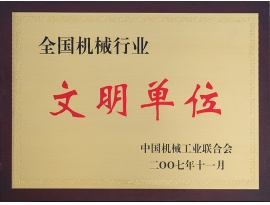 全国机械行业
文明单位
中国机械工业联合会
二〇〇七年十一月